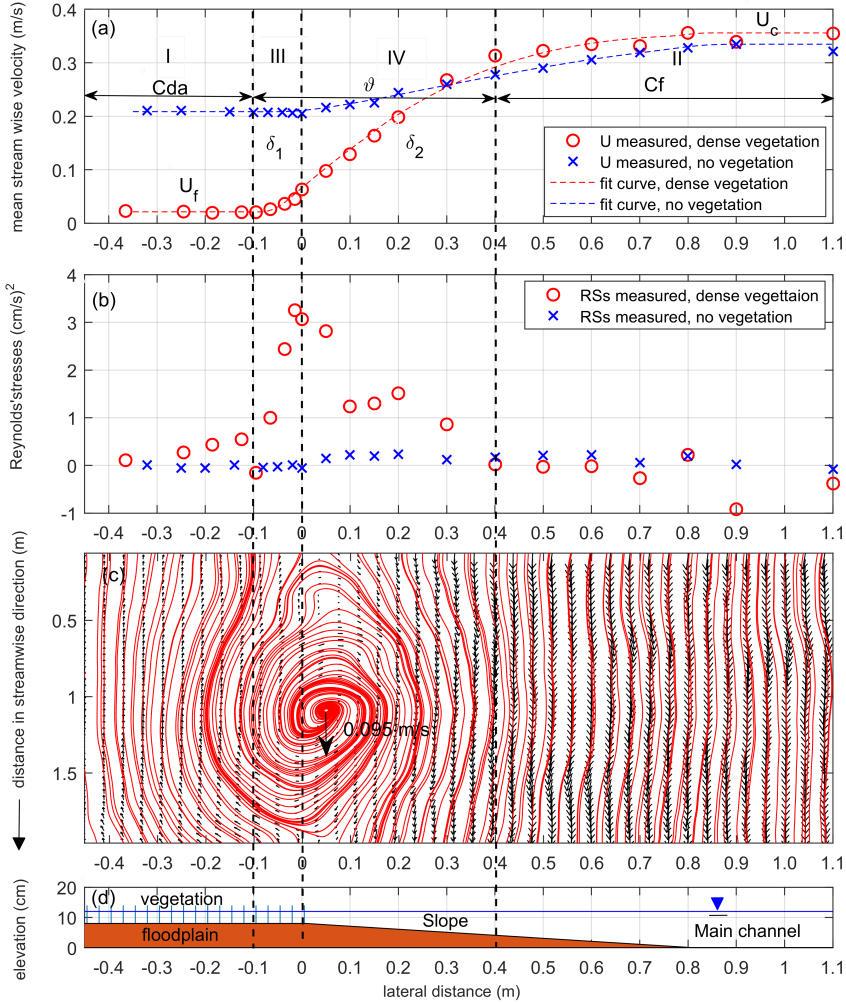 (a)
I
III
IV
U_c
II
Cda
ϑ
Cf
δ_1
δ_2
U_f
U measured, dense vegetation
U measured, no vegetation
fit curve, dense vegetation
fit curve, no vegetation
mean stream wise velocity (m/s)
0.4
0.3
0.2
0.1
0
-0.4 -0.3 -0.2 -0.1 0 0.1 0.2 0.3 0.4 0.5 0.6 0.7 0.8 0.9 1.0 1.1
(b)
RSs measured, dense vegettaion
RSs measured, no vegetation
Reynolds'stresses (cm/s)^2
4
3
2
1
0
-1
-0.4 -0.3 -0.2 -0.1 0 0.1 0.2 0.3 0.4 0.5 0.6 0.7 0.8 0.9 1 1.1
(c)
0.095 m/s
distance in streamwise direction (m)
0.5
1
1.5
-0.4 -0.3 -0.2 -0.1 0 0.1 0.2 0.3 0.4 0.5 0.6 0.7 0.8 0.9 1 1.1
(d)
vegetation
floodplain
Slope
Main channel
elevation (cm)
20
10
0
-0.4 -0.3 -0.2 -0.1 0 0.1 0.2 0.3 0.4 0.5 0.6 0.7 0.8 0.9 1 1.1
lateral distance (m)